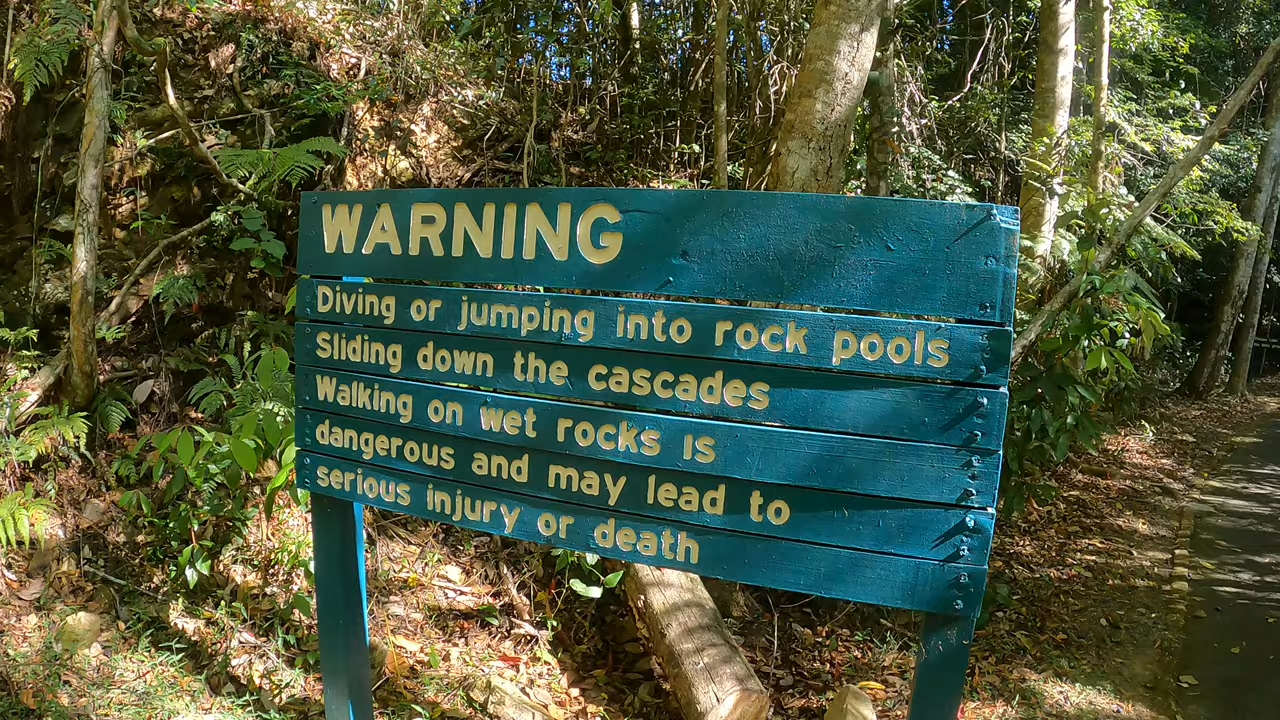 WARNING
Diving or jumping into rock pools
Sliding down the cascades
Walking on wet rocks is
dangerous and may lead to
serious injury or death